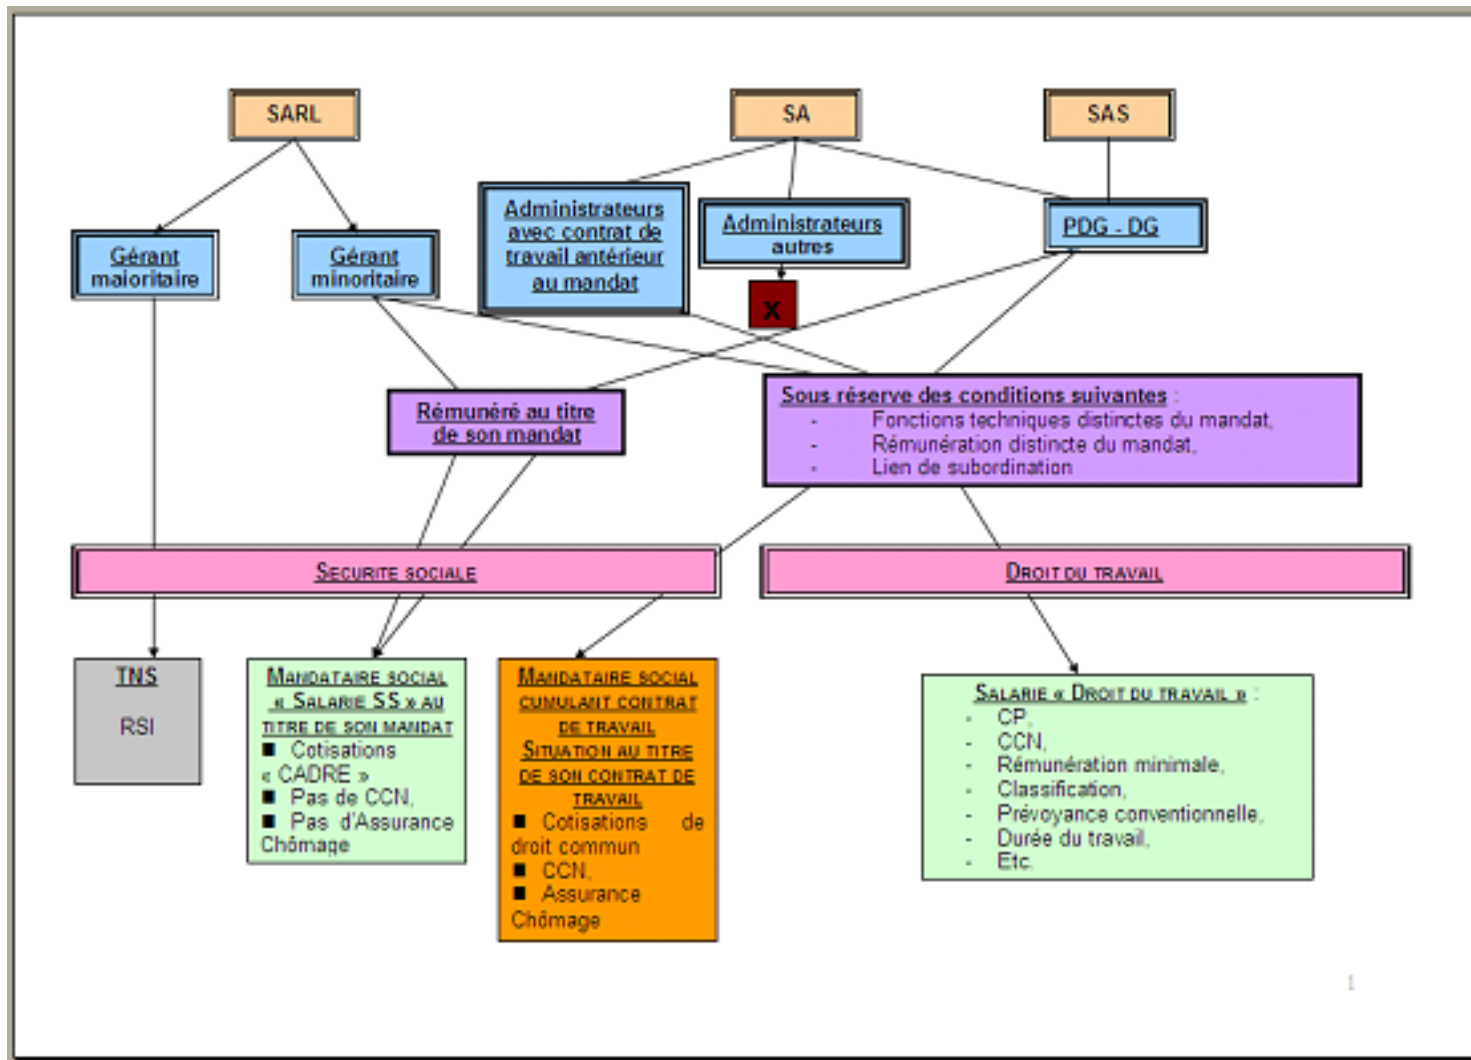 SARL
SA
SAS
Administrateurs
avec contrat de
travail antérieur
au mandat
Administrateurs
autres
PDG - DG
Gérant
maioritaire
Gérant
minoritaire
X
Rémunéré au titre
de son mandat
Sous réserve des conditions suivantes :
- Fonctions techniques distinctes du mandat,
- Rémunération distincte du mandat,
- Lien de subordination
SECURITE SOCIALE
DROIT DU TRAVAIL
TNS
RSI
MANDATAIRE SOCIAL
« SALARIE SS » AU
TITRE DE SON MANDAT
■ Cotisations
« CADRE »
■ Pas de CCN,
■ Pas d'Assurance
Chômage
MANDATAIRE SOCIAL
CUMULANT CONTRAT
DE TRAVAIL
SITUATION AU TITRE
DE SON CONTRAT DE
TRAVAIL
■ Cotisations de
droit commun
■ CCN,
■ Assurance
Chômage
SALARIE « DROIT DU TRAVAIL » :
- CP,
- CCN,
- Rémunération minimale,
- Classification,
- Prévoyance conventionnelle,
- Durée du travail,
- Etc.
1